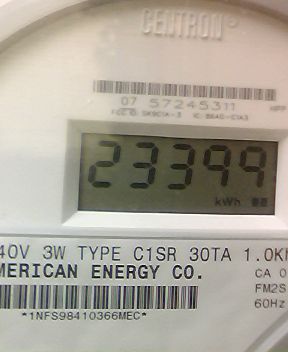 CENTRON
07 57245311
23399
kWh
40V 3W TYPE C1SR 30TA 1.0K
MERICAN ENERGY CO.
CA 0
FM2S
60Hz
*1NFS98410366MEC*